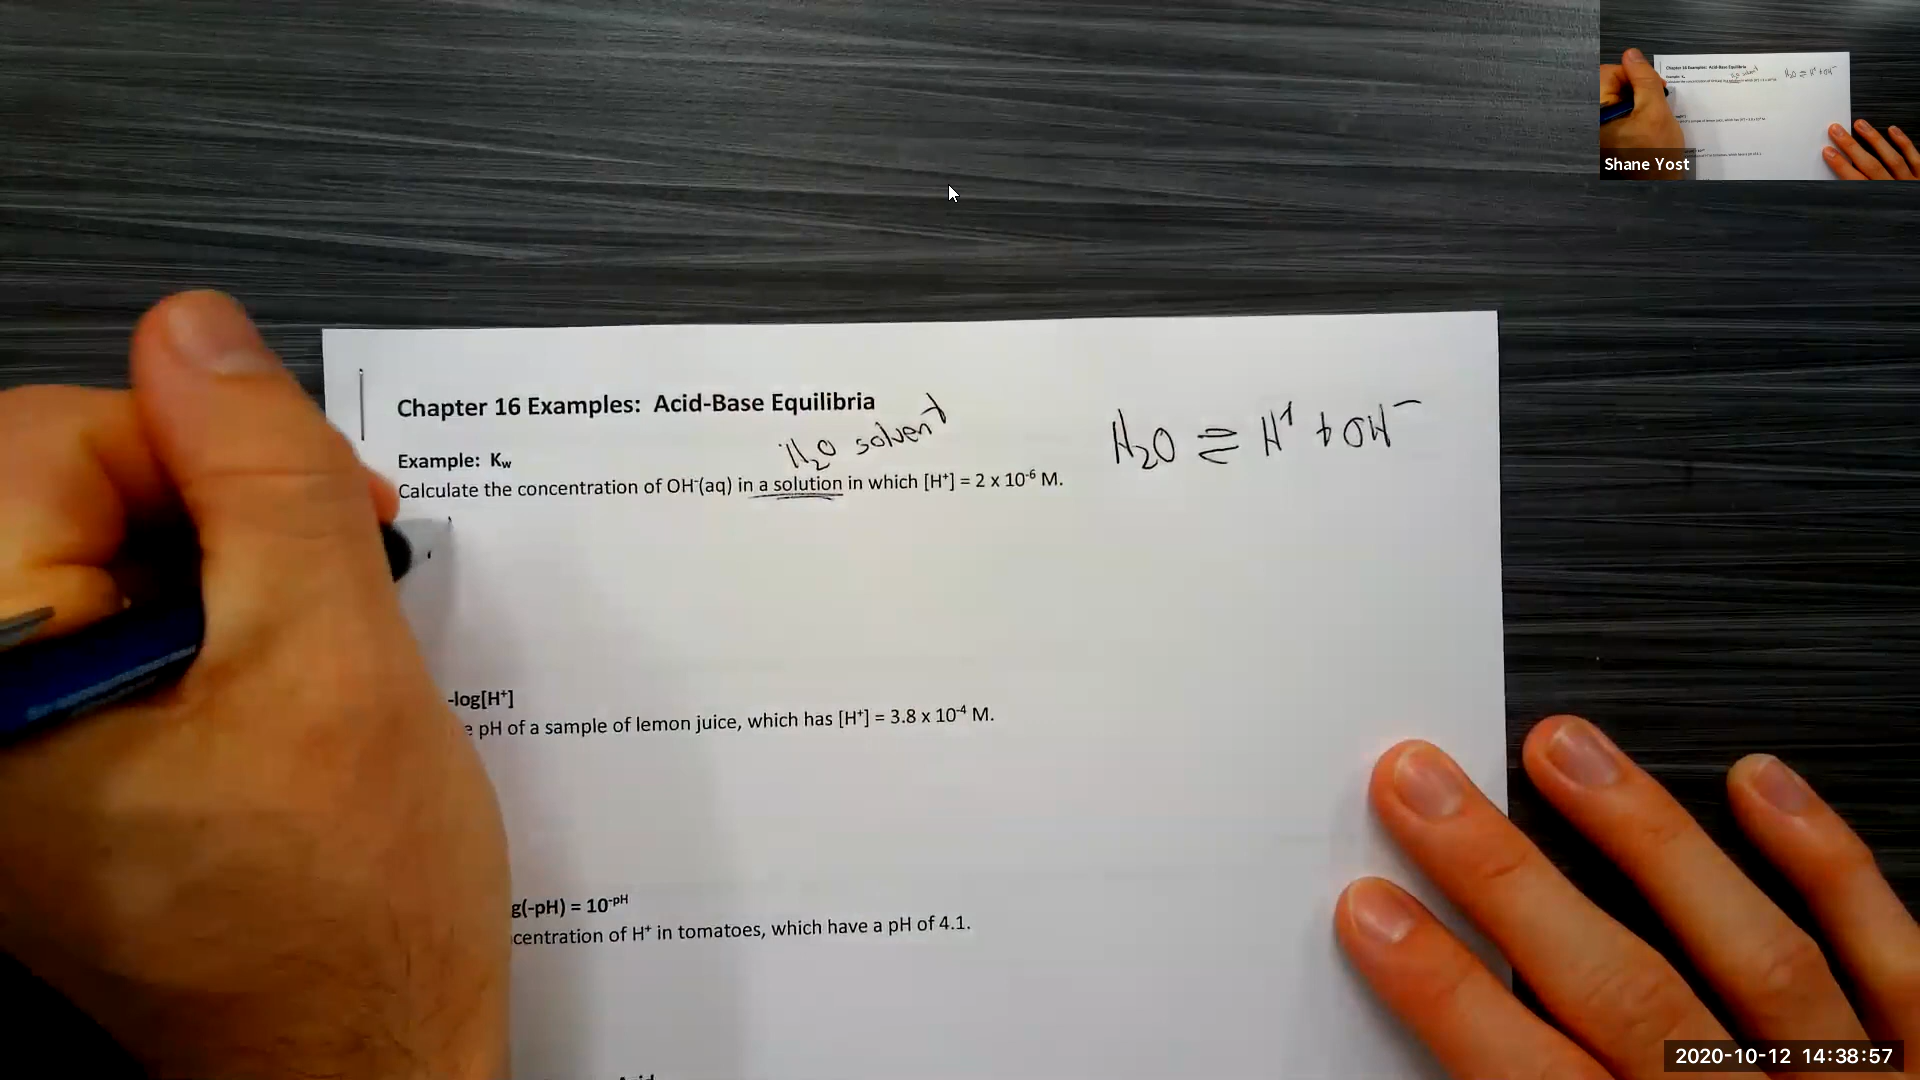 Shane Yost
Chapter 16 Examples: Acid-Base Equilibria
H₂O solvent
H₂O ⇌ H⁺ + OH⁻
Example: Kw
Calculate the concentration of OH⁻(aq) in a solution in which [H⁺] = 2 x 10⁻⁶ M.
-log[H⁺]
pH of a sample of lemon juice, which has [H⁺] = 3.8 x 10⁻⁴ M.
g(-pH) = 10⁻ᵖᴴ
centration of H⁺ in tomatoes, which have a pH of 4.1.
2020-10-12 14:38:57